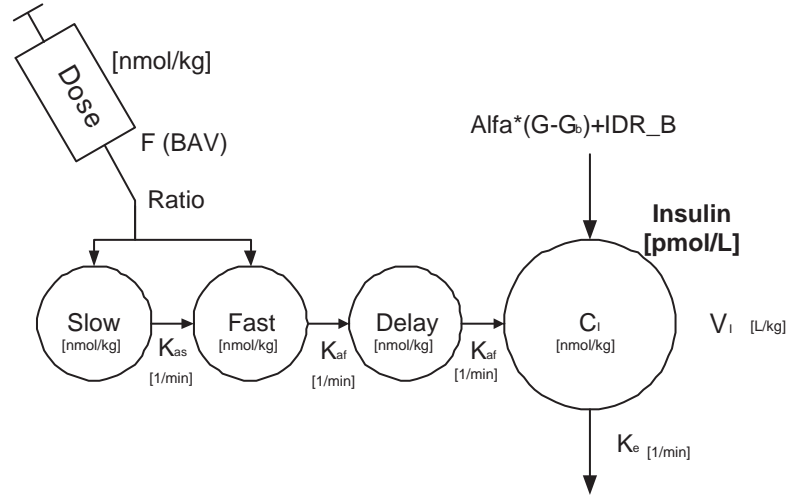 [nmol/kg]
Dose
F (BAV)
Ratio
Alfa*(G-Gb)+IDR_B
Insulin
[pmol/L]
Slow
[nmol/kg]
Kas
[1/min]
Fast
[nmol/kg]
Kaf
[1/min]
Delay
[nmol/kg]
Kaf
[1/min]
CI
[nmol/kg]
VI [L/kg]
Ke [1/min]